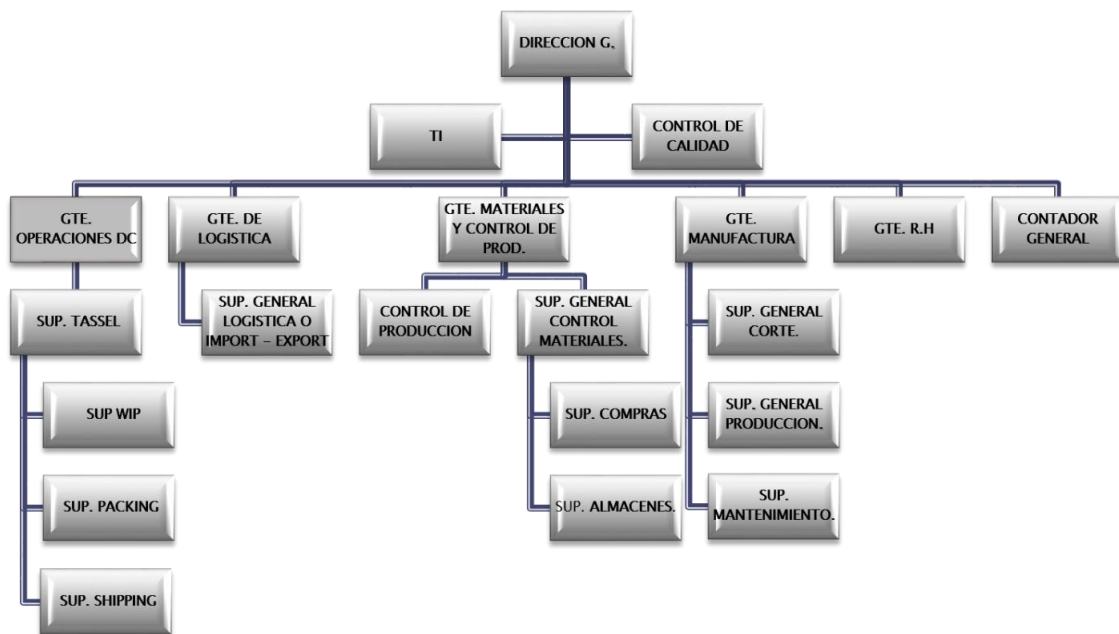 DIRECCION G.
TI
CONTROL DE
CALIDAD
GTE.
OPERACIONES DC
GTE. DE
LOGISTICA
GTE. MATERIALES
Y CONTROL DE
PROD.
GTE.
MANUFACTURA
GTE. R.H
CONTADOR
GENERAL
SUP. TASSEL
SUP. GENERAL
LOGISTICA O
IMPORT – EXPORT
CONTROL DE
PRODUCCION
SUP. GENERAL
CONTROL
MATERIALES.
SUP. GENERAL
CORTE.
SUP WIP
SUP. COMPRAS
SUP. GENERAL
PRODUCCION.
SUP. PACKING
SUP. ALMACENES.
SUP.
MANTENIMIENTO.
SUP. SHIPPING